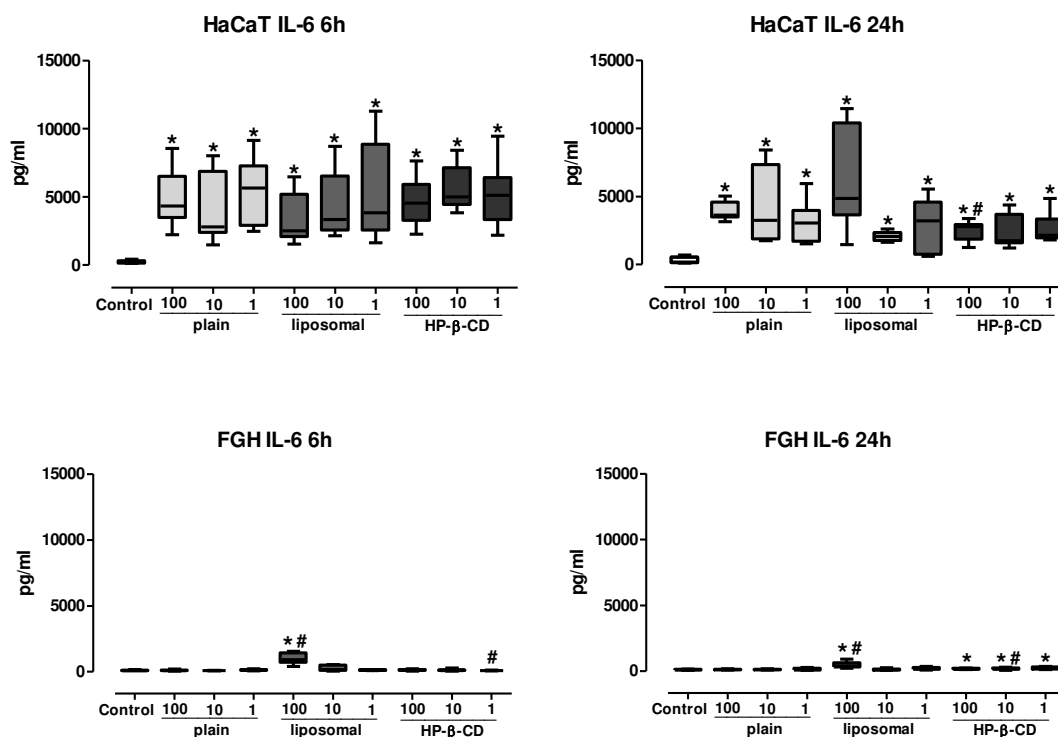 HaCaT IL-6 6h
15000
10000
5000
0
pg/ml
* * * * * * * * *
Control 100 10 1 100 10 1 100 10 1
plain liposomal HP-β-CD
HaCaT IL-6 24h
15000
10000
5000
0
pg/ml
* * * * * * * # * *
Control 100 10 1 100 10 1 100 10 1
plain liposomal HP-β-CD
FGH IL-6 6h
15000
10000
5000
0
pg/ml
* # #
Control 100 10 1 100 10 1 100 10 1
plain liposomal HP-β-CD
FGH IL-6 24h
15000
10000
5000
0
pg/ml
* # * * # *
Control 100 10 1 100 10 1 100 10 1
plain liposomal HP-β-CD